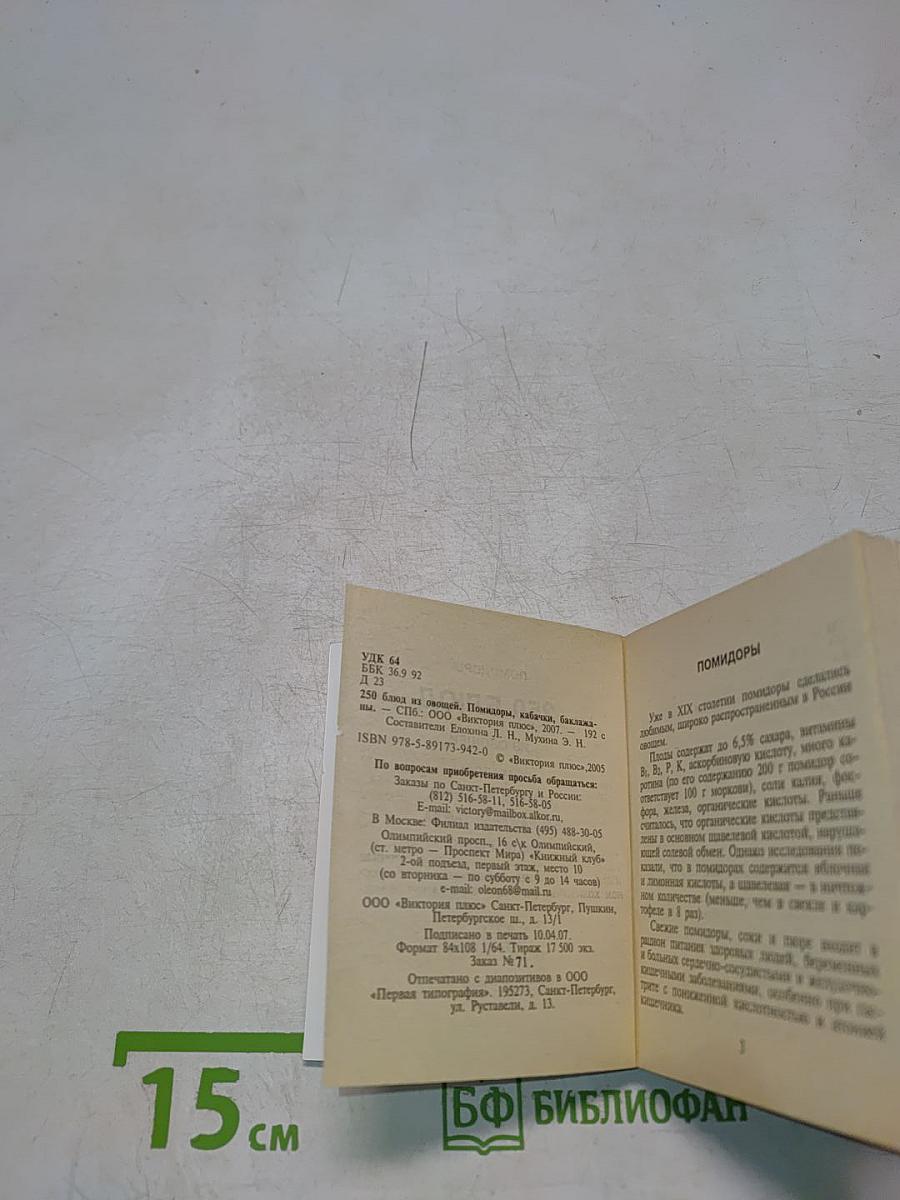 УДК 64
ББК 36.9 92
Д 23
250 блюд из овощей. Помидоры, кабачки, баклажа-
ны. — СПб.: ООО «Виктория плюс», 2007. — 192 с
Составители Елохина Л. Н., Мухина Э. Н.
ISBN 978-5-89173-942-0
© «Виктория плюс»,2005
По вопросам приобретения просьба обращаться:
Заказы по Санкт-Петербургу и России:
(812) 516-58-11, 516-58-05
E-mail: victory@mailbox.alkor.ru,
В Москве: Филиал издательства (495) 488-30-05
Олимпийский просп., 16 с\к Олимпийский,
(ст. метро — Проспект Мира) «Книжный клуб»
2-ой подъезд, первый этаж, место 10
(со вторника — по субботу с 9 до 14 часов)
e-mail: oleon68@mail.ru
ООО «Виктория плюс» Санкт-Петербург, Пушкин,
Петербургское ш., д. 13/1
Подписано в печать 10.04.07.
Формат 84x108 1/64. Тираж 17 500 экз.
Заказ № 71.
Отпечатано с диапозитивов в ООО
«Первая типография». 195273, Санкт-Петербург,
ул. Руставели, д. 13.
ПОМИДОРЫ
Уже в XIX столетии помидоры сделались
любимым, широко распространенным в России
овощем.
Плоды содержат до 6,5% сахара, витамины
B₁, B₂, P, K, аскорбиновую кислоту, много ка-
ротина (по его содержанию 200 г помидор со-
ответствует 100 г моркови), соли калия, фос-
фора, железа, органические кислоты. Раньше
считалось, что органические кислоты представ-
лены в основном щавелевой кислотой, наруша-
ющей солевой обмен. Однако исследования по-
казали, что в помидорах содержится яблочная
и лимонная кислоты, а щавелевая — в ничтож-
ном количестве (меньше, чем в свекле и кар-
тофеле в 8 раз).
Свежие помидоры, соки и пюре входят в
рацион питания здоровых людей, беременных
и больных сердечно-сосудистыми и желудочно-
кишечными заболеваниями, особенно при гас-
трите с пониженной кислотностью и атонией
кишечника.
3
15 см
БФ БИБЛИОФАН